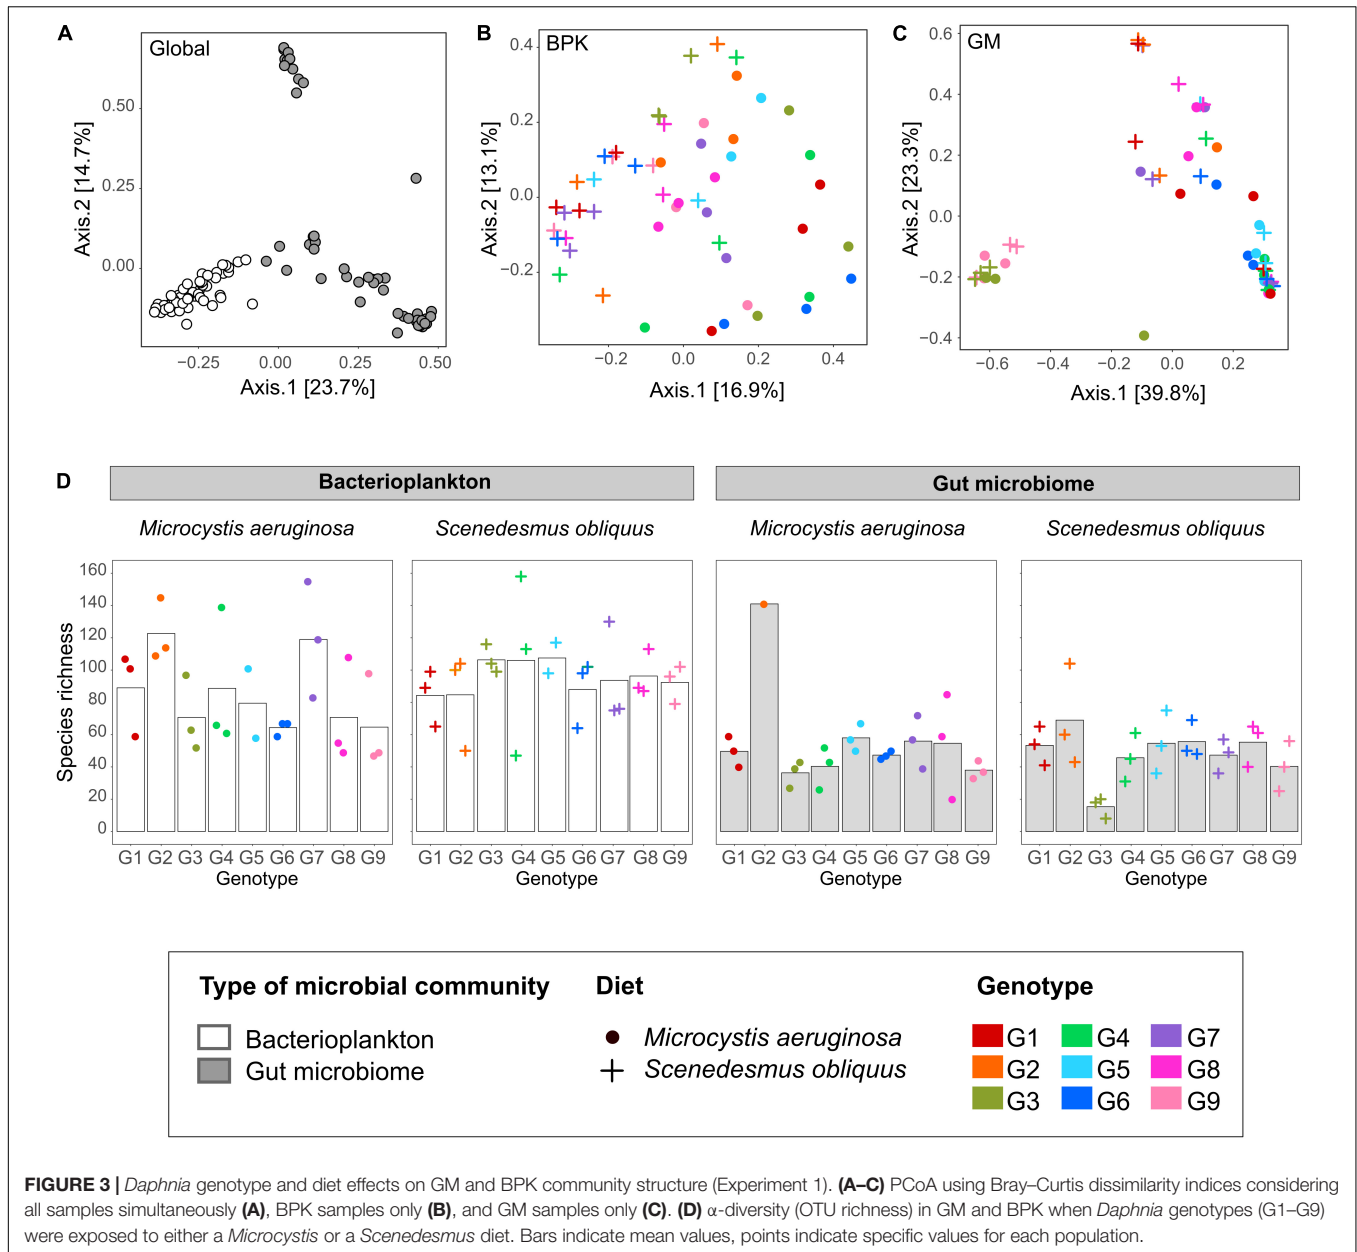 A
Global
Axis.2 [14.7%]
0.50
0.25
0.00
−0.25 0.00 0.25 0.50
Axis.1 [23.7%]
B
BPK
Axis.2 [13.1%]
0.4
0.2
0.0
−0.2
−0.2 0.0 0.2 0.4
Axis.1 [16.9%]
C
GM
Axis.2 [23.3%]
0.6
0.4
0.2
0.0
−0.2
−0.4
−0.6 −0.4 −0.2 0.0 0.2
Axis.1 [39.8%]
D
Bacterioplankton
Gut microbiome
Microcystis aeruginosa
Scenedesmus obliquus
Microcystis aeruginosa
Scenedesmus obliquus
Species richness
160
140
120
100
80
60
40
20
0
G1 G2 G3 G4 G5 G6 G7 G8 G9
Genotype
G1 G2 G3 G4 G5 G6 G7 G8 G9
Genotype
G1 G2 G3 G4 G5 G6 G7 G8 G9
Genotype
G1 G2 G3 G4 G5 G6 G7 G8 G9
Genotype
Type of microbial community
Bacterioplankton
Gut microbiome
Diet
Microcystis aeruginosa
Scenedesmus obliquus
Genotype
G1 G4 G7
G2 G5 G8
G3 G6 G9
FIGURE 3 | Daphnia genotype and diet effects on GM and BPK community structure (Experiment 1). (A–C) PCoA using Bray–Curtis dissimilarity indices considering
all samples simultaneously (A), BPK samples only (B), and GM samples only (C). (D) α-diversity (OTU richness) in GM and BPK when Daphnia genotypes (G1–G9)
were exposed to either a Microcystis or a Scenedesmus diet. Bars indicate mean values, points indicate specific values for each population.